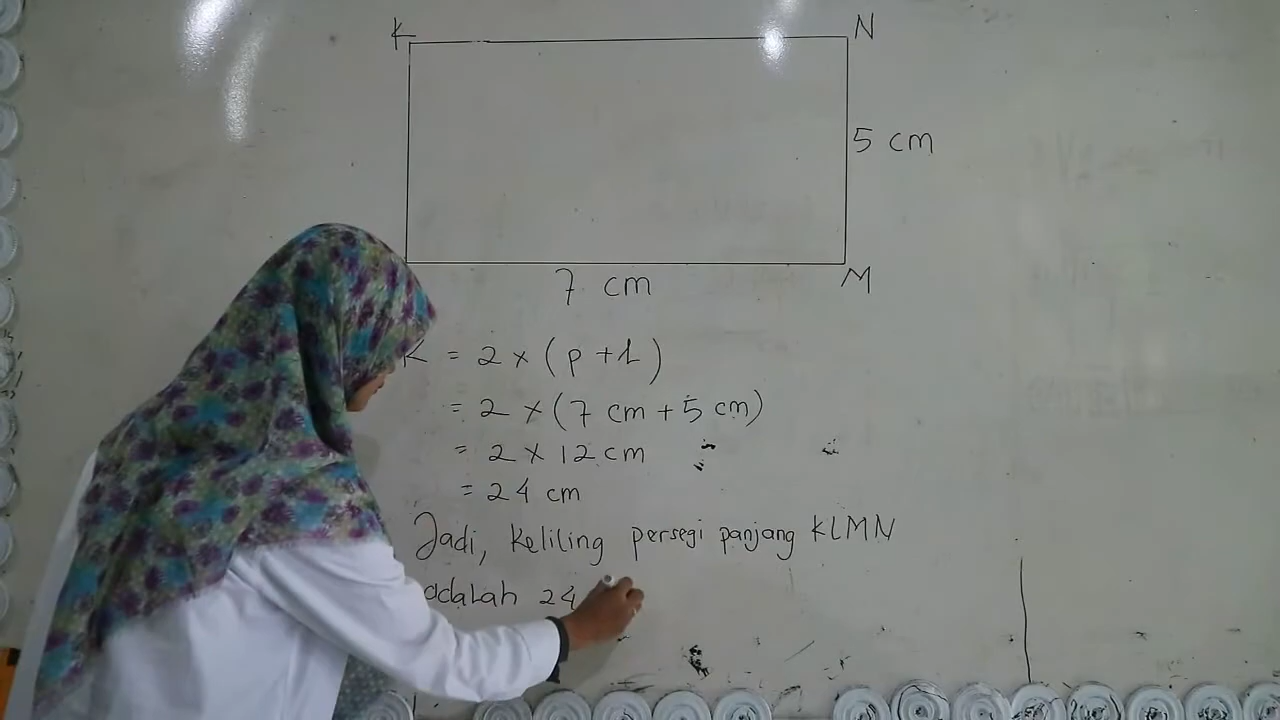 K N
5 cm
M
7 cm
K = 2 × (p + l)
= 2 × (7 cm + 5 cm)
= 2 × 12 cm
= 24 cm
Jadi, Keliling persegi panjang KLMN
adalah 24